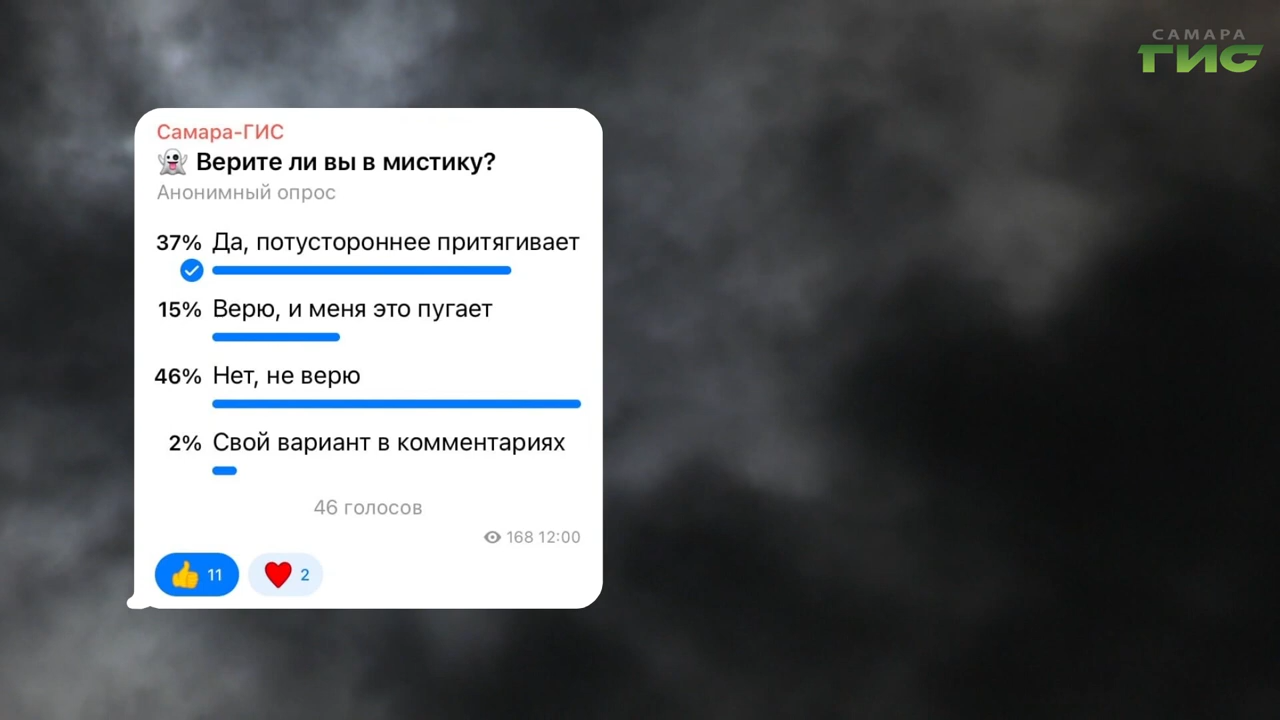 САМАРА
ГИС
Самара-ГИС
👻 Верите ли вы в мистику?
Анонимный опрос
37% Да, потустороннее притягивает
15% Верю, и меня это пугает
46% Нет, не верю
2% Свой вариант в комментариях
46 голосов
168 12:00
👍 11 ❤️ 2